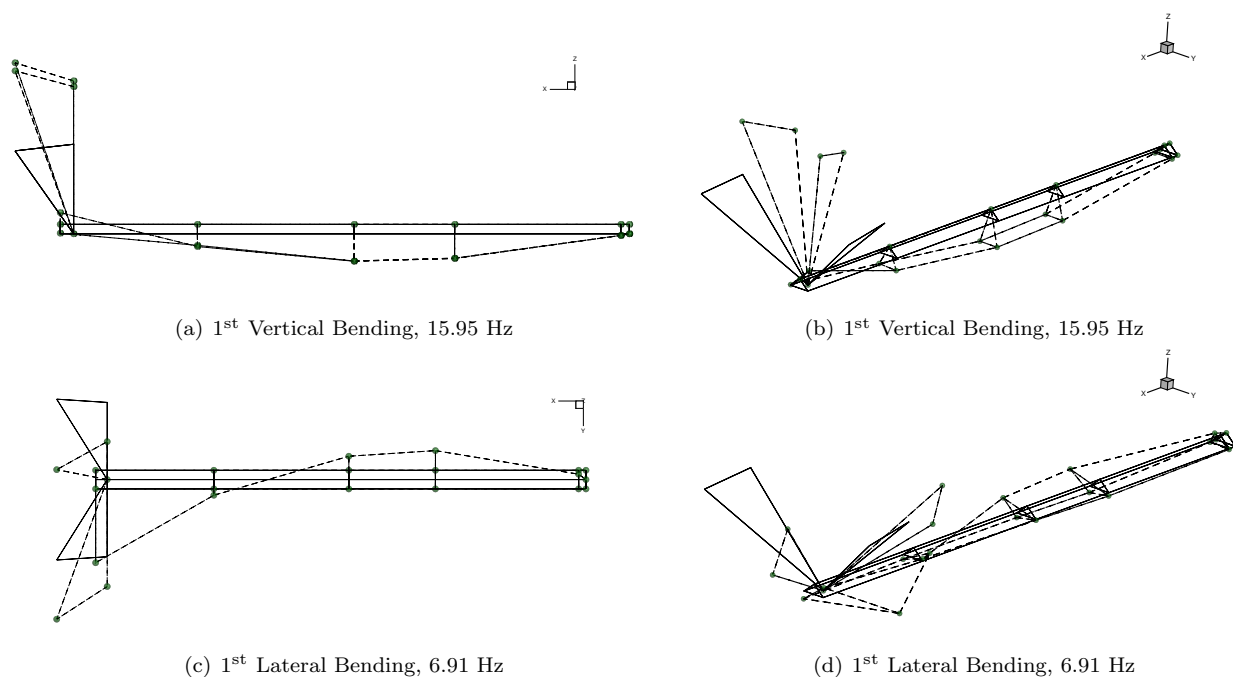 Z
X
Z
X
Y
(a) 1st Vertical Bending, 15.95 Hz
(b) 1st Vertical Bending, 15.95 Hz
X
Z
Y
Z
X
Y
(c) 1st Lateral Bending, 6.91 Hz
(d) 1st Lateral Bending, 6.91 Hz